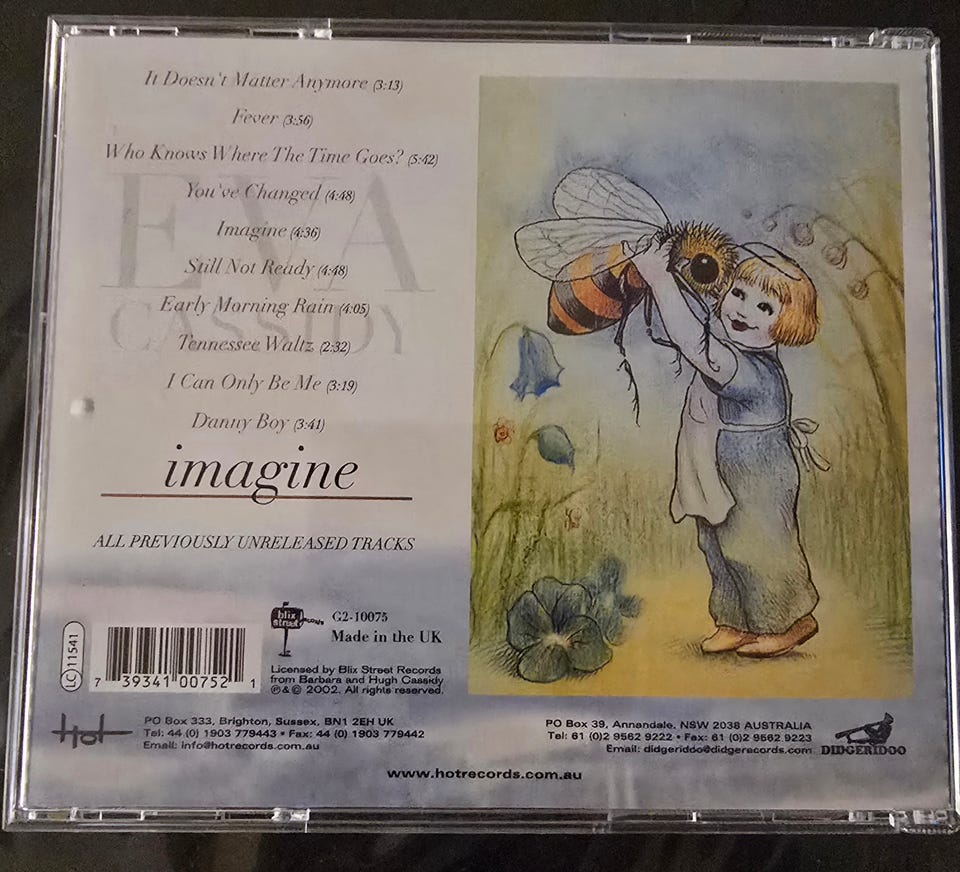 It Doesn't Matter Anymore (3:13)
Fever (3:56)
Who Knows Where The Time Goes? (5:42)
You've Changed (4:48)
Imagine (4:36)
Still Not Ready (4:48)
Early Morning Rain (4:05)
Tennessee Waltz (2:32)
I Can Only Be Me (3:19)
Danny Boy (3:41)
EVA
CASSIDY
imagine
ALL PREVIOUSLY UNRELEASED TRACKS
blix
street records
G2-10075
Made in the UK
LC 11541
7 39341 00752 1
Licensed by Blix Street Records
from Barbara and Hugh Cassidy
℗ & © 2002. All rights reserved.
Hot
PO Box 333, Brighton, Sussex, BN1 2EH UK
Tel: 44 (0) 1903 779443 • Fax: 44 (0) 1903 779442
Email: info@hotrecords.com.au
PO Box 39, Annandale, NSW 2038 AUSTRALIA
Tel: 61 (0)2 9562 9222 • Fax: 61 (0)2 9562 9223
Email: didgeridoo@didgerecords.com
DIDGERIDOO
www.hotrecords.com.au